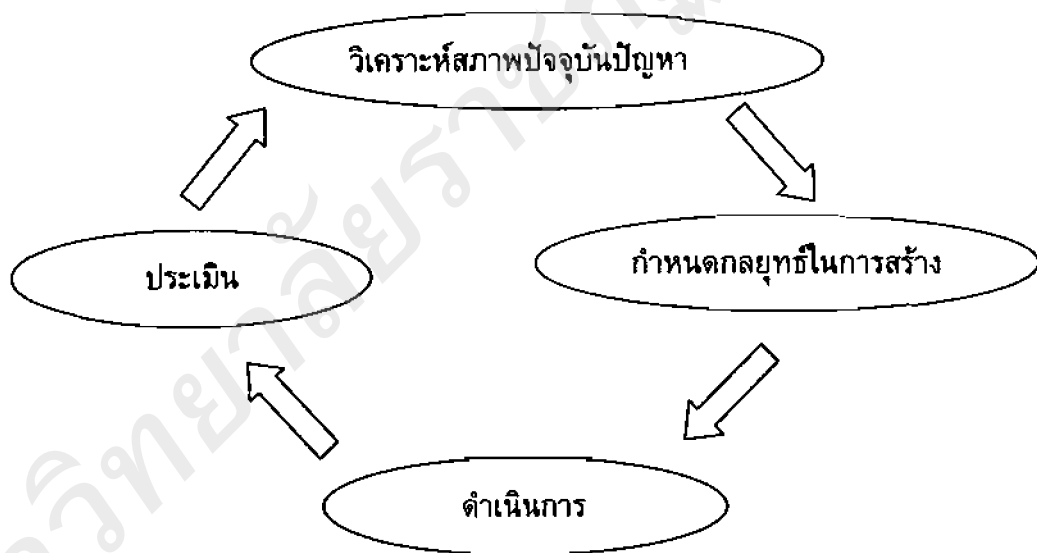 วิเคราะห์สภาพปัจจุบันปัญหา
กำหนดกลยุทธ์ในการสร้าง
ประเมิน
ดำเนินการ